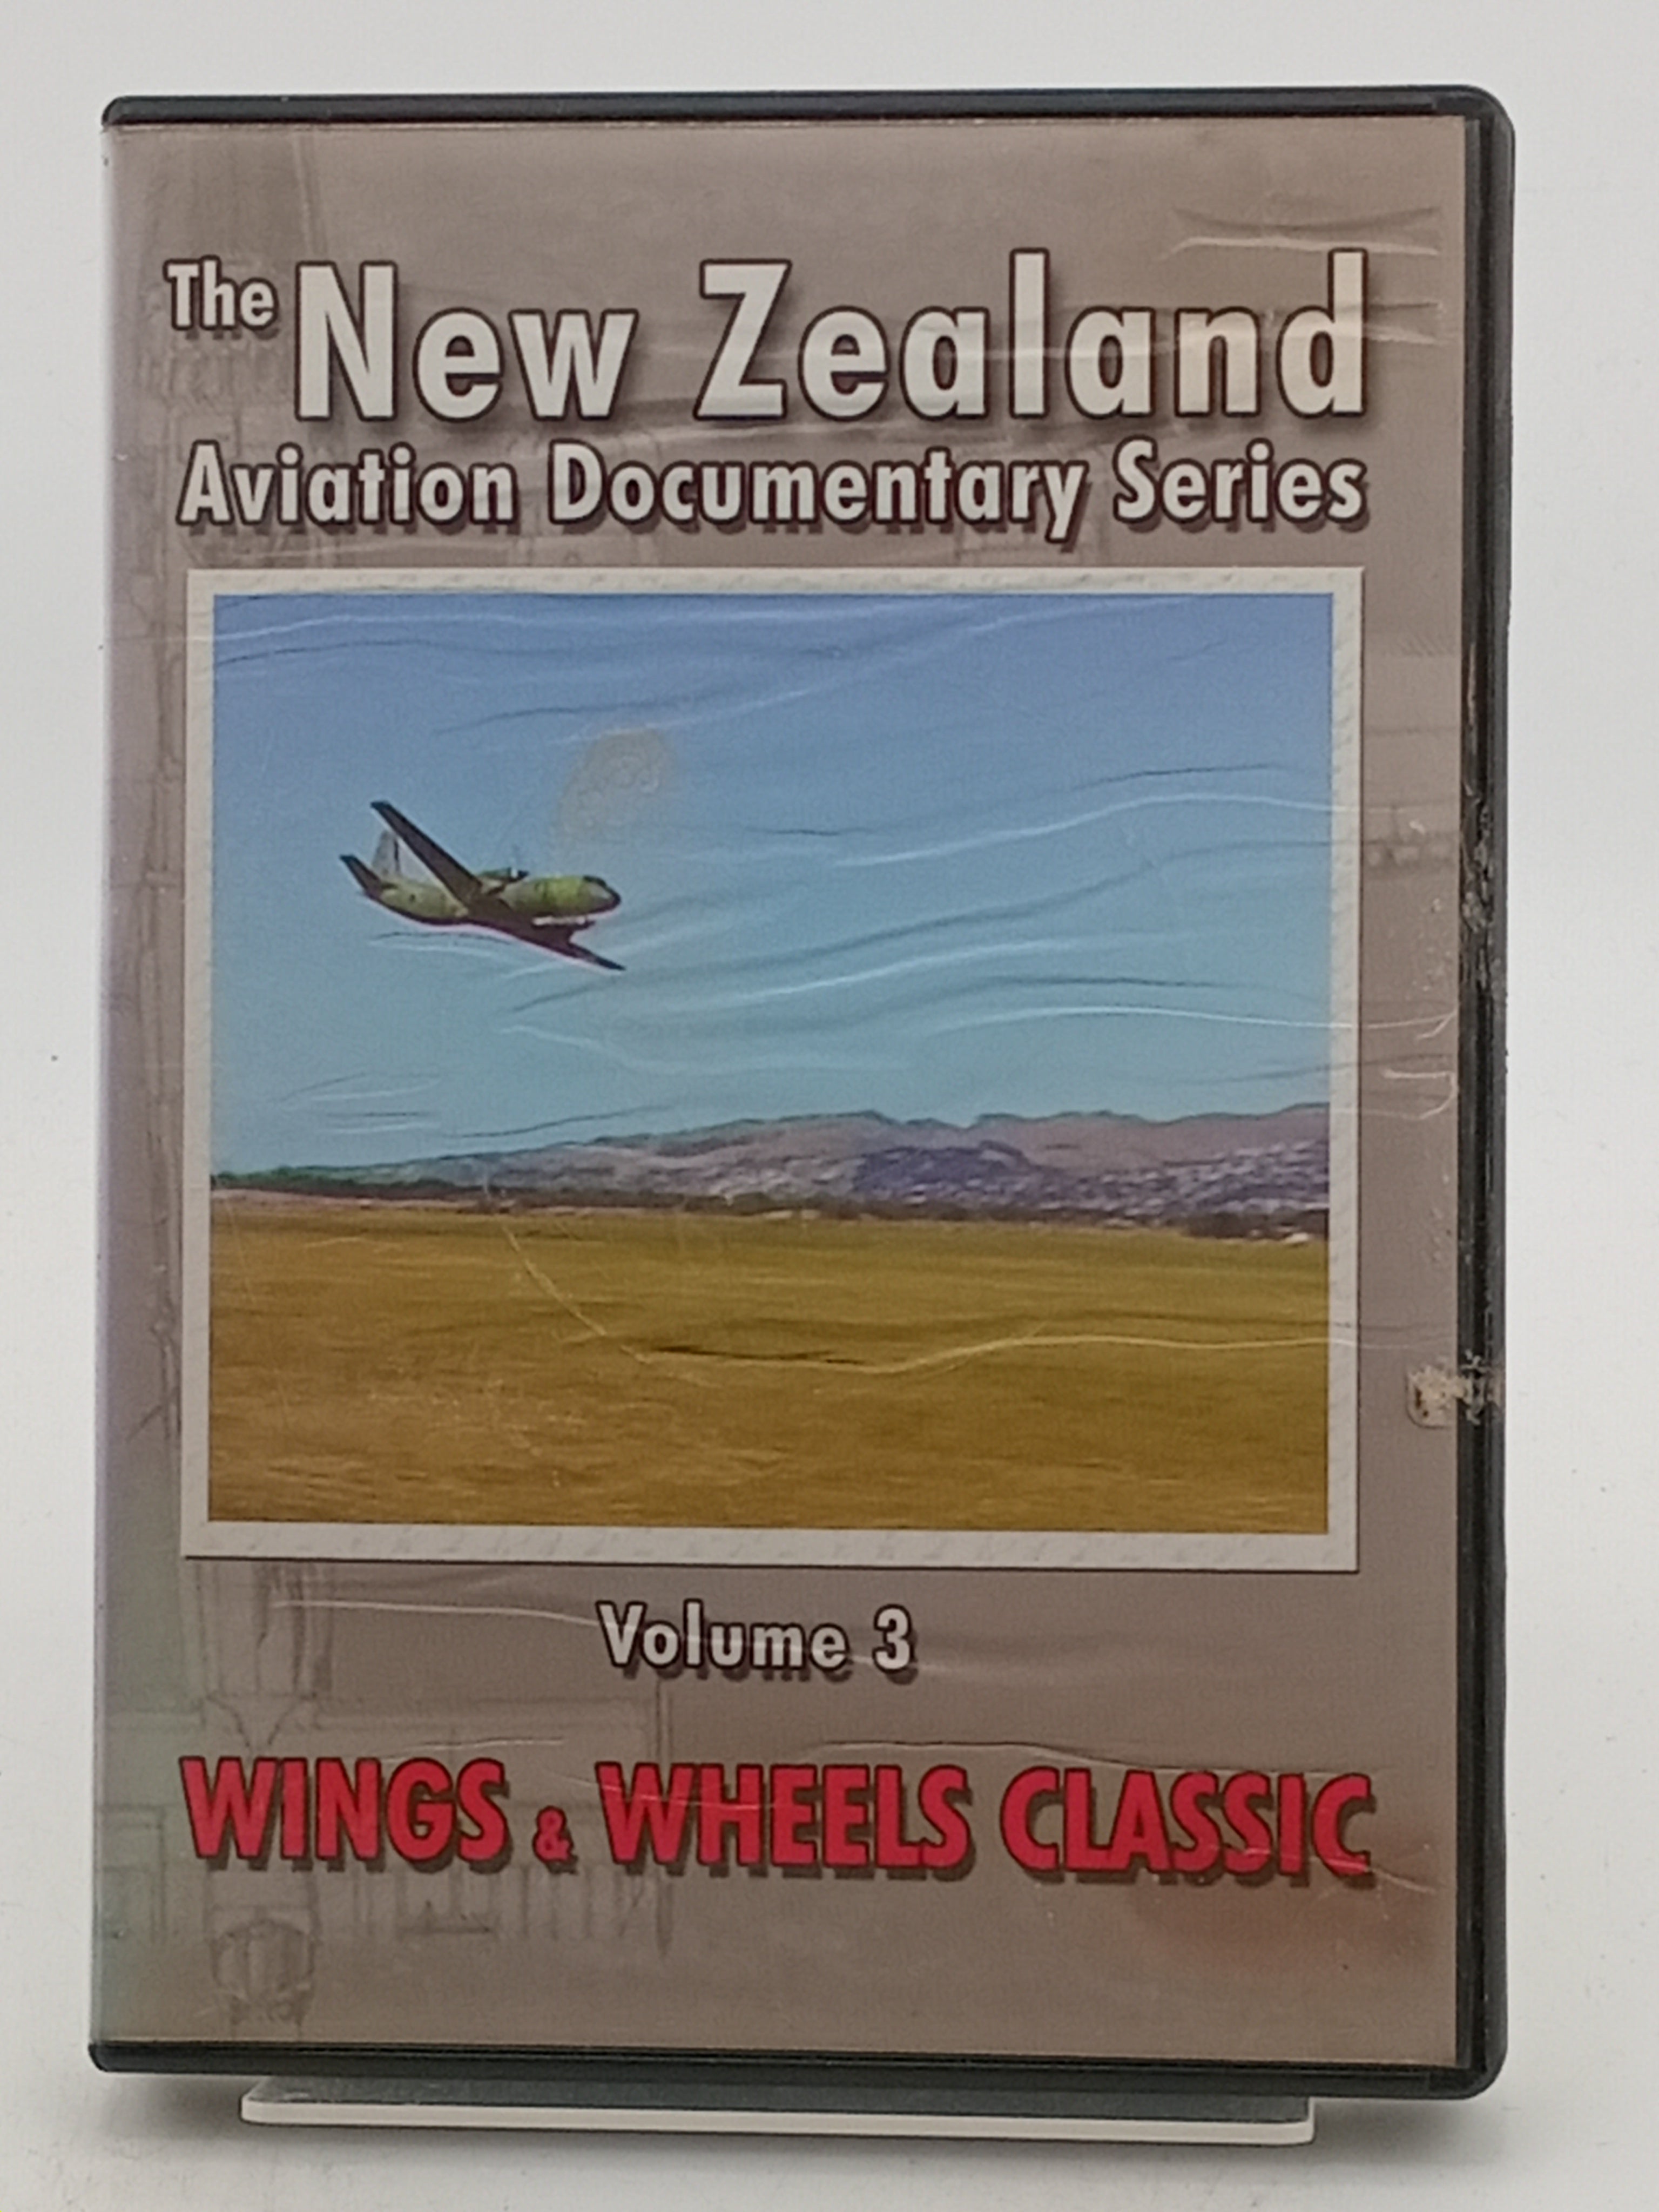 The New Zealand
Aviation Documentary Series
Volume 3
WINGS & WHEELS CLASSIC